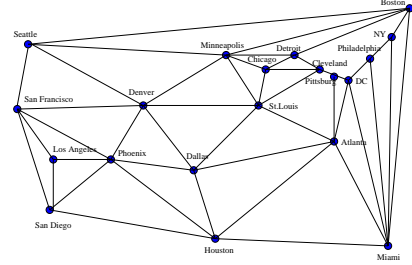 Boston
Seattle
NY
Minneapolis
Detroit
Philadelphia
Chicago
Cleveland
Pittsburg
DC
Denver
San Francisco
St.Louis
Atlanta
Los Angeles
Phoenix
Dallas
San Diego
Houston
Miami